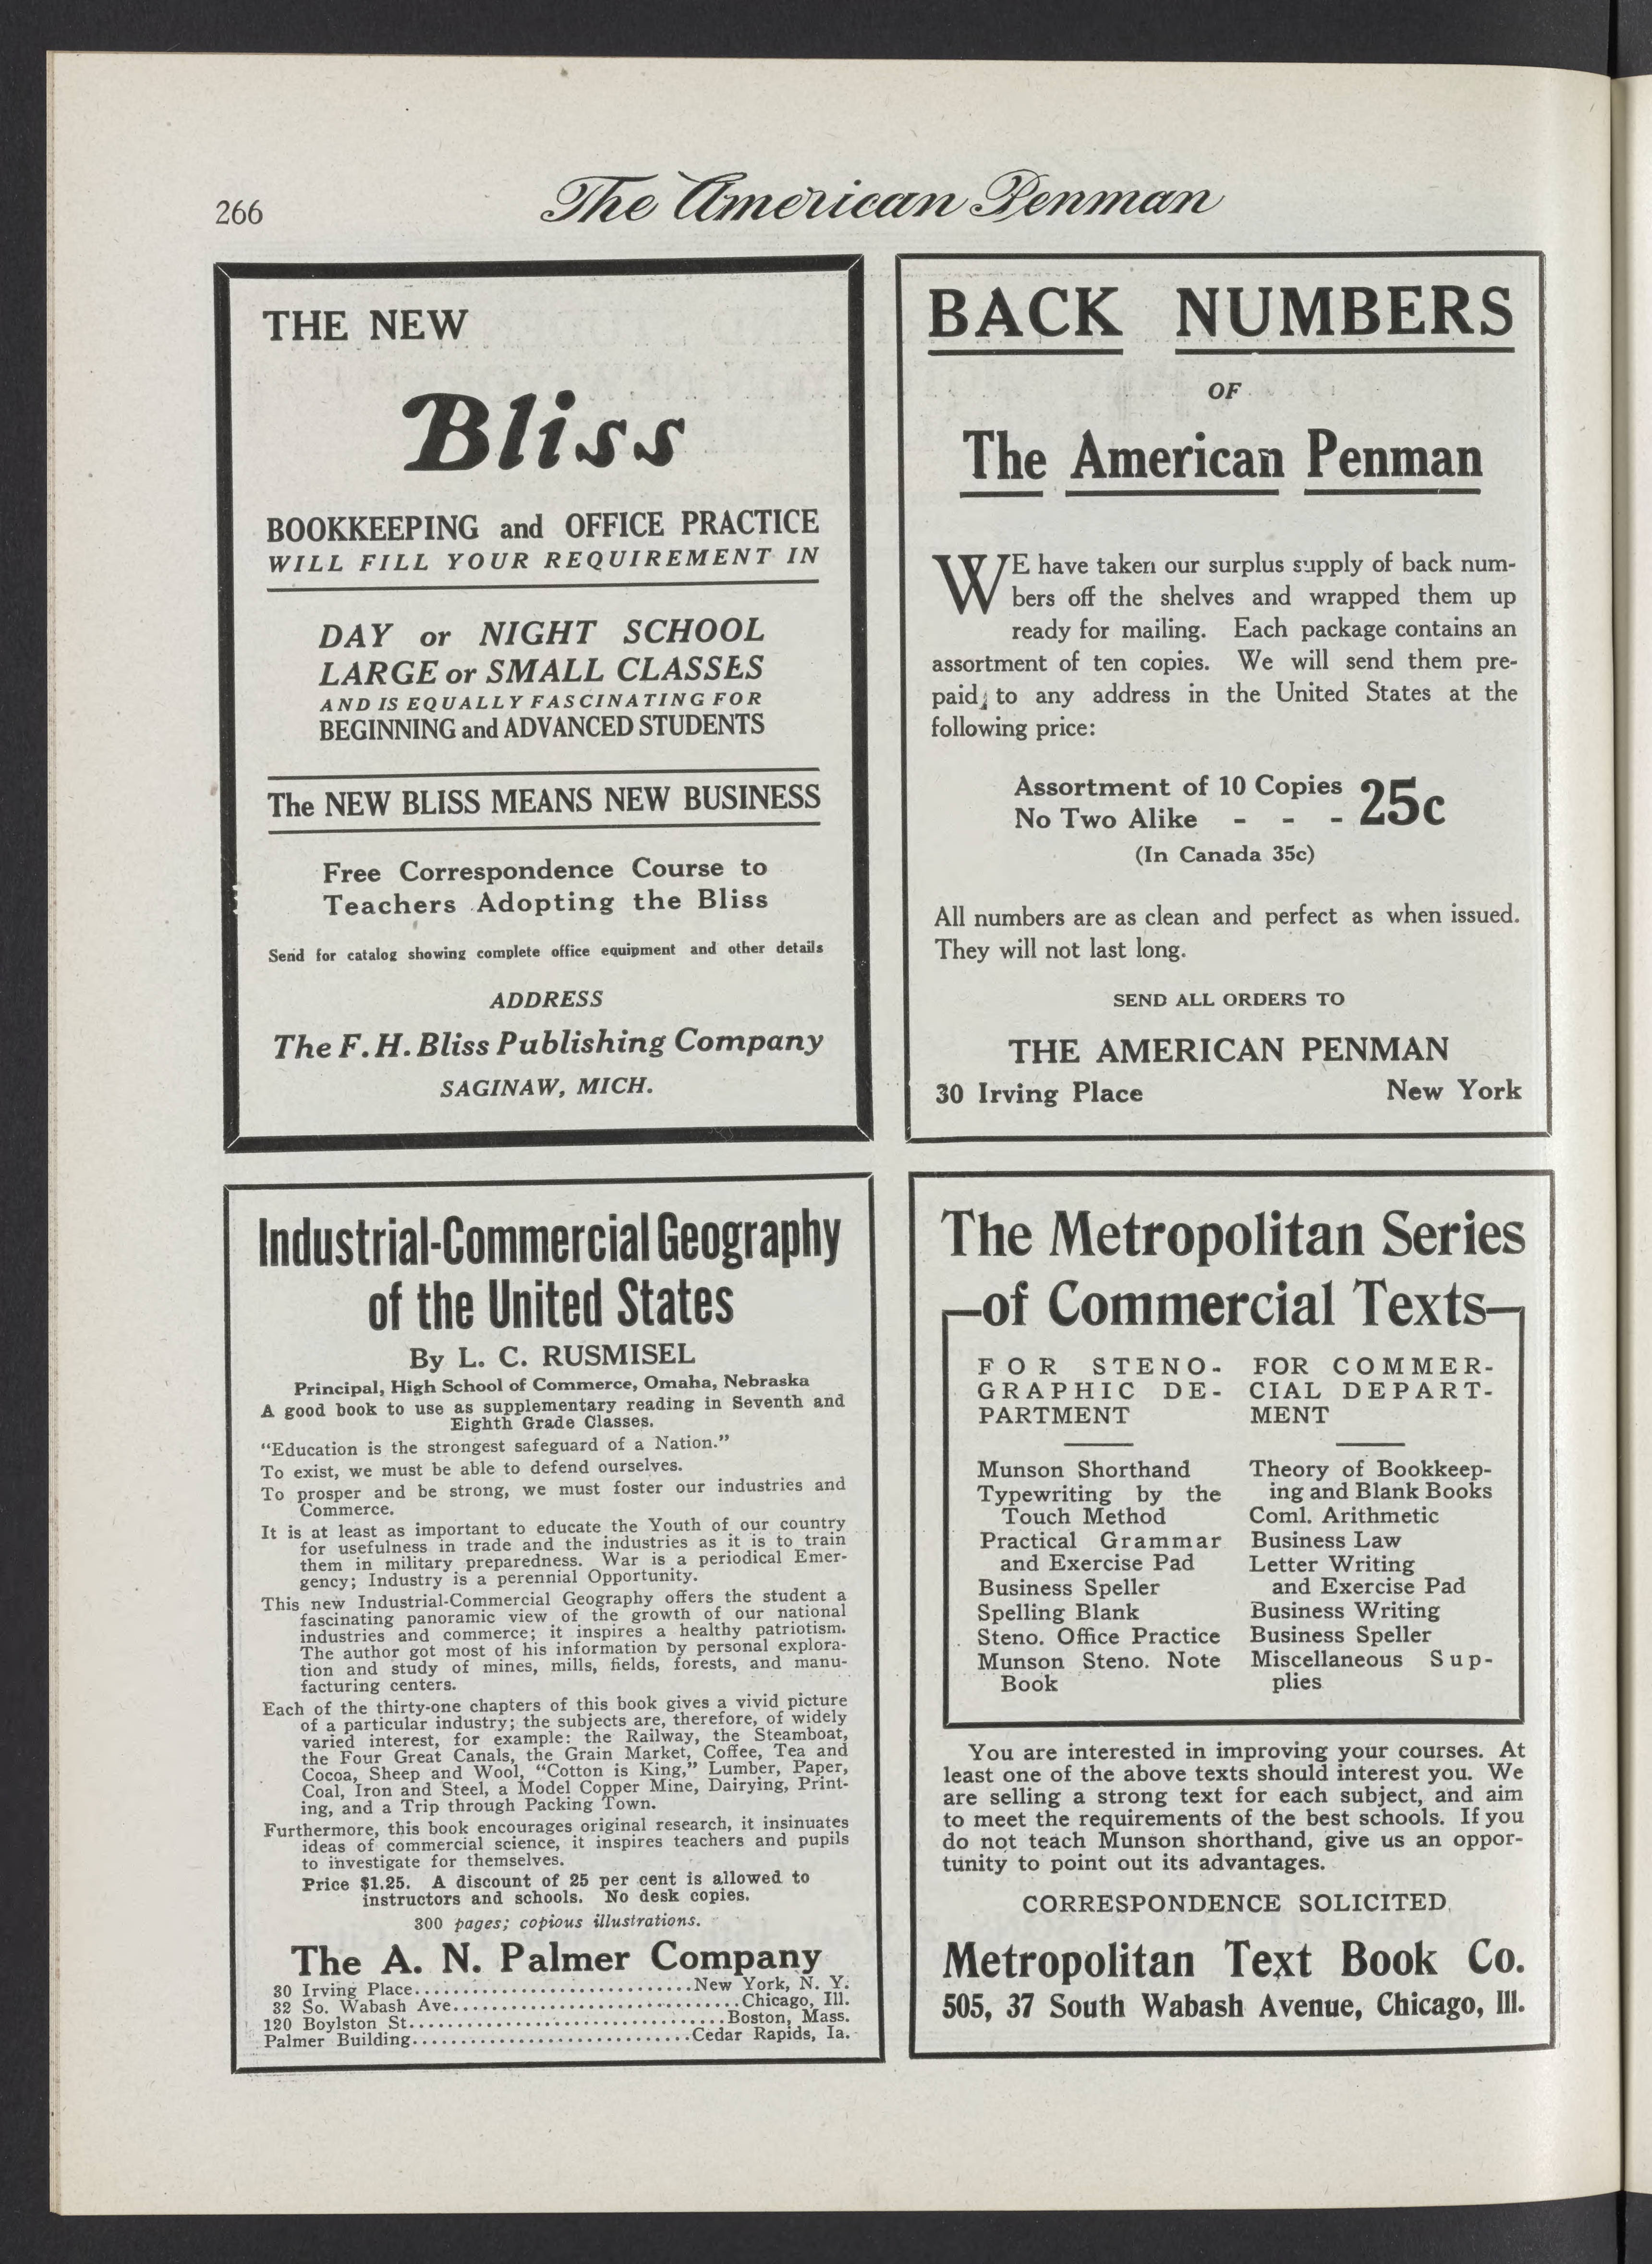 266
The American Penman
THE NEW
Bliss
BOOKKEEPING and OFFICE PRACTICE
WILL FILL YOUR REQUIREMENT IN
DAY or NIGHT SCHOOL
LARGE or SMALL CLASSES
AND IS EQUALLY FASCINATING FOR
BEGINNING and ADVANCED STUDENTS
The NEW BLISS MEANS NEW BUSINESS
Free Correspondence Course to
Teachers Adopting the Bliss
Send for catalog showing complete office equipment and other details
ADDRESS
The F. H. Bliss Publishing Company
SAGINAW, MICH.
BACK NUMBERS
OF
The American Penman
WE have taken our surplus supply of back num-
bers off the shelves and wrapped them up
ready for mailing. Each package contains an
assortment of ten copies. We will send them pre-
paid; to any address in the United States at the
following price:
Assortment of 10 Copies
No Two Alike - - - 25c
(In Canada 35c)
All numbers are as clean and perfect as when issued.
They will not last long.
SEND ALL ORDERS TO
THE AMERICAN PENMAN
30 Irving Place New York
Industrial-Commercial Geography
of the United States
By L. C. RUSMISEL
Principal, High School of Commerce, Omaha, Nebraska
A good book to use as supplementary reading in Seventh and
Eighth Grade Classes.
"Education is the strongest safeguard of a Nation."
To exist, we must be able to defend ourselves.
To prosper and be strong, we must foster our industries and
Commerce.
It is at least as important to educate the Youth of our country
for usefulness in trade and the industries as it is to train
them in military preparedness. War is a periodical Emer-
gency; Industry is a perennial Opportunity.
This new Industrial-Commercial Geography offers the student a
fascinating panoramic view of the growth of our national
industries and commerce; it inspires a healthy patriotism.
The author got most of his information by personal explora-
tion and study of mines, mills, fields, forests, and manu-
facturing centers.
Each of the thirty-one chapters of this book gives a vivid picture
of a particular industry; the subjects are, therefore, of widely
varied interest, for example: the Railway, the Steamboat,
the Four Great Canals, the Grain Market, Coffee, Tea and
Cocoa, Sheep and Wool, "Cotton is King," Lumber, Paper,
Coal, Iron and Steel, a Model Copper Mine, Dairying, Print-
ing, and a Trip through Packing Town.
Furthermore, this book encourages original research, it insinuates
ideas of commercial science, it inspires teachers and pupils
to investigate for themselves.
Price $1.25. A discount of 25 per cent is allowed to
instructors and schools. No desk copies.
300 pages; copious illustrations.
The A. N. Palmer Company
30 Irving Place............................New York, N. Y.
32 So. Wabash Ave..............................Chicago, Ill.
120 Boylston St.................................Boston, Mass.
Palmer Building.............................Cedar Rapids, Ia.
The Metropolitan Series
of Commercial Texts
FOR STENO-
GRAPHIC DE-
PARTMENT
Munson Shorthand
Typewriting by the
Touch Method
Practical Grammar
and Exercise Pad
Business Speller
Spelling Blank
Steno. Office Practice
Munson Steno. Note
Book
FOR COMMER-
CIAL DEPART-
MENT
Theory of Bookkeep-
ing and Blank Books
Coml. Arithmetic
Business Law
Letter Writing
and Exercise Pad
Business Writing
Business Speller
Miscellaneous Sup-
plies
You are interested in improving your courses. At
least one of the above texts should interest you. We
are selling a strong text for each subject, and aim
to meet the requirements of the best schools. If you
do not teach Munson shorthand, give us an oppor-
tunity to point out its advantages.
CORRESPONDENCE SOLICITED
Metropolitan Text Book Co.
505, 37 South Wabash Avenue, Chicago, Ill.